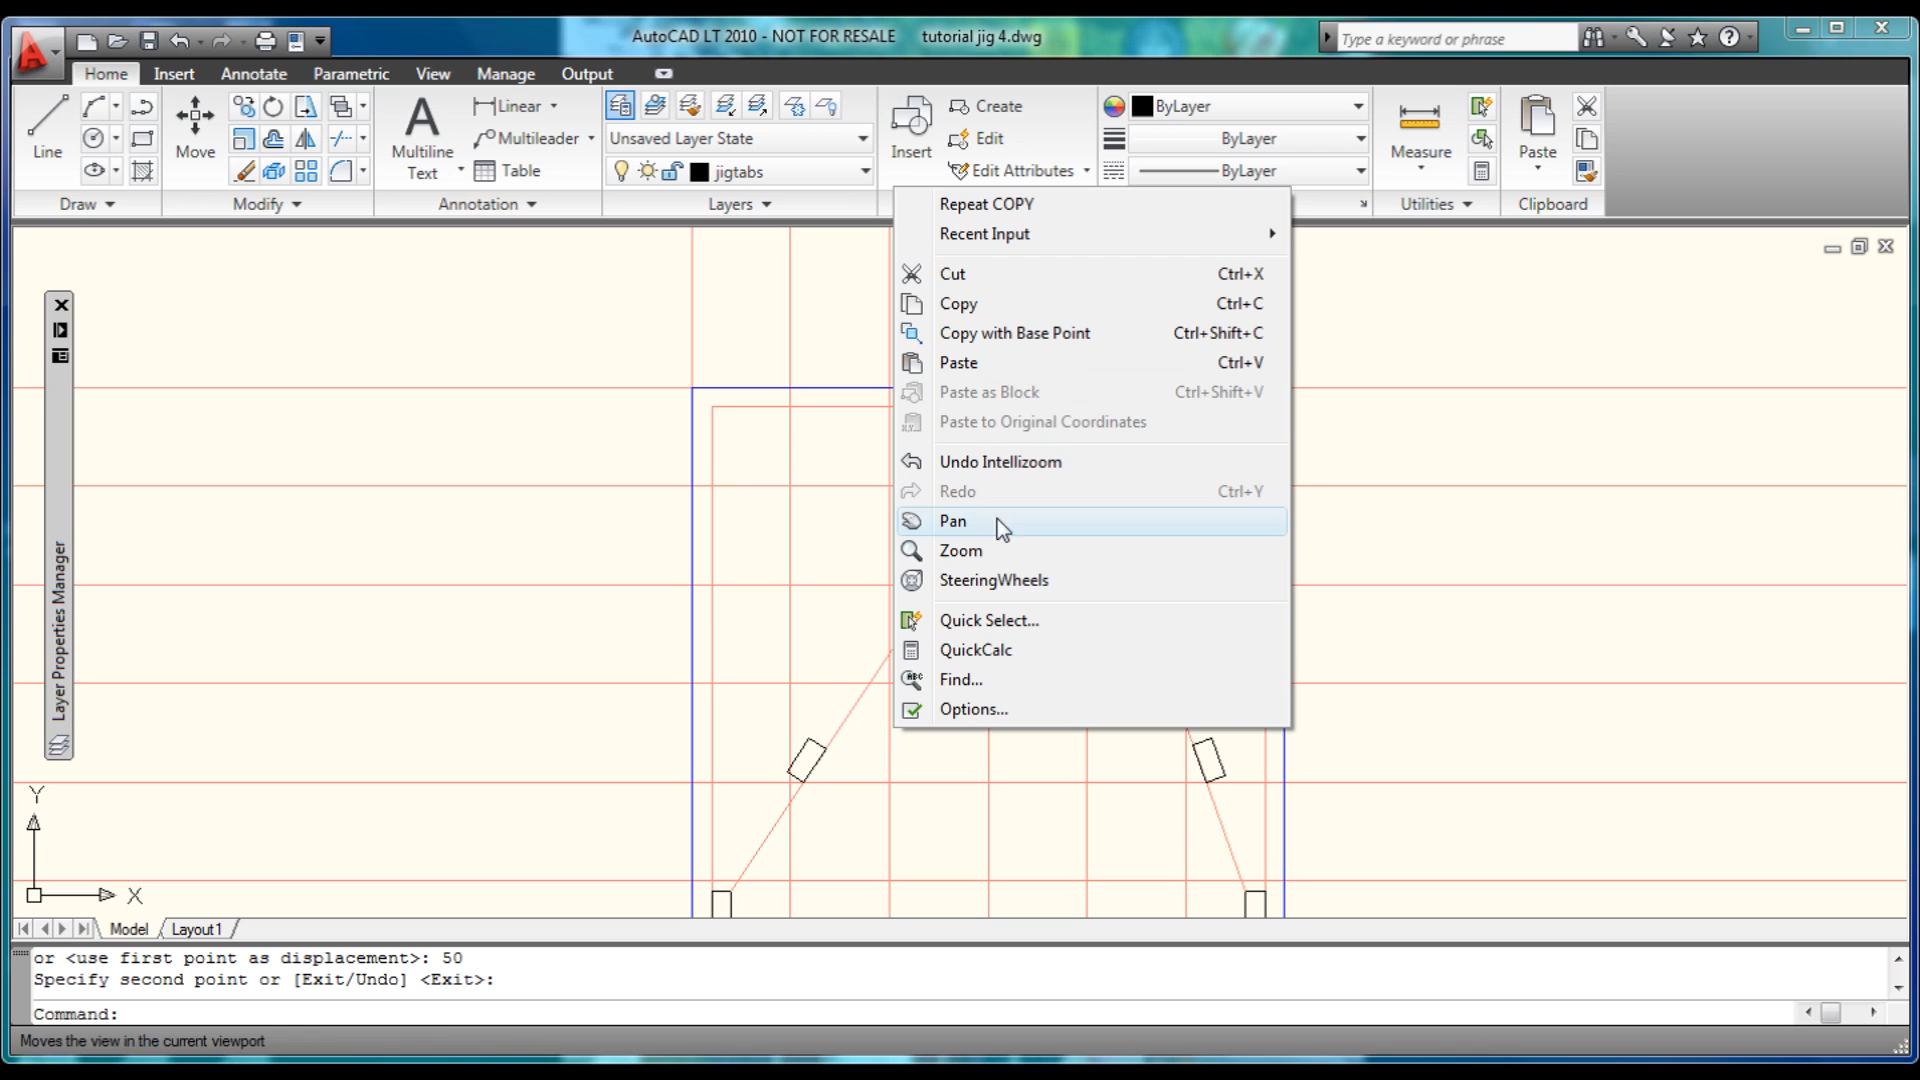 AutoCAD LT 2010 - NOT FOR RESALE tutorial jig 4.dwg
Type a keyword or phrase
Home Insert Annotate Parametric View Manage Output
Line
Move
A
Multiline
Text
Linear
Multileader
Table
Unsaved Layer State
jigtabs
Insert
Create
Edit
Edit Attributes
ByLayer
ByLayer
ByLayer
Measure
Paste
Draw Modify Annotation Layers Utilities Clipboard
Repeat COPY
Recent Input
Cut Ctrl+X
Copy Ctrl+C
Copy with Base Point Ctrl+Shift+C
Paste Ctrl+V
Paste as Block Ctrl+Shift+V
Paste to Original Coordinates
Undo Intellizoom
Redo Ctrl+Y
Pan
Zoom
SteeringWheels
Quick Select...
QuickCalc
Find...
Options...
Layer Properties Manager
Y
X
Model Layout1
or <use first point as displacement>: 50
Specify second point or [Exit/Undo] <Exit>:
Command:
Moves the view in the current viewport